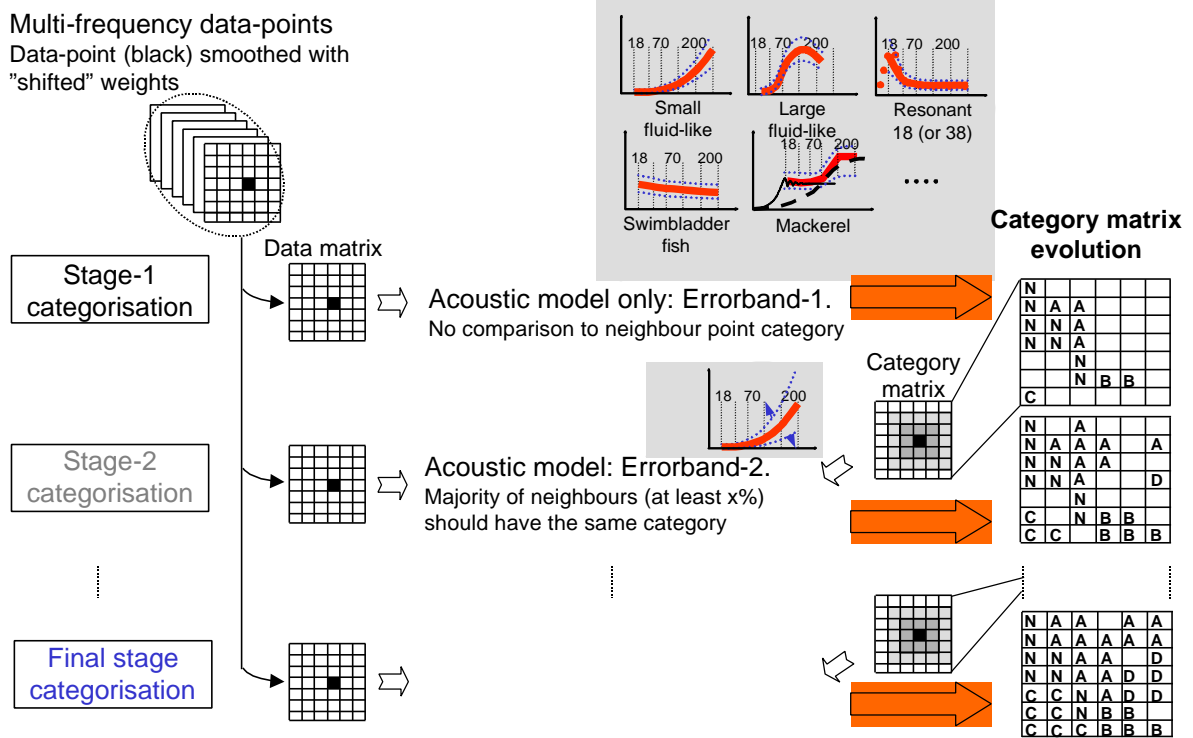 Multi-frequency data-points
Data-point (black) smoothed with
"shifted" weights
18 70 200
Small
fluid-like
18 70 200
Large
fluid-like
18 70 200
Resonant
18 (or 38)
18 70 200
Swimbladder
fish
18 70 200
Mackerel
....
Category matrix
evolution
Stage-1
categorisation
Data matrix
Acoustic model only: Errorband-1.
No comparison to neighbour point category
N
N A A
N N A
N N A
N
N B B
C
Category
matrix
18 70 200
Stage-2
categorisation
Acoustic model: Errorband-2.
Majority of neighbours (at least x%)
should have the same category
N A
N A A A A
N N A A
N N A D
N
C N B B
C C B B B
Final stage
categorisation
N A A A A
N A A A A A
N N A A D
N N A A D D
C C N A D D
C C N B B
C C C B B B